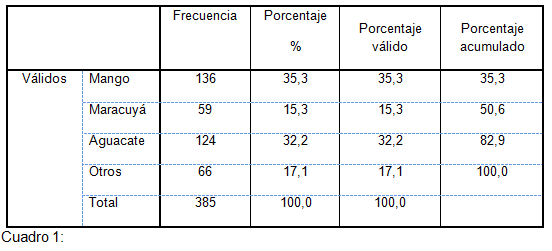 Frecuencia Porcentaje % Porcentaje válido Porcentaje acumulado
Válidos Mango 136 35,3 35,3 35,3
Maracuyá 59 15,3 15,3 50,6
Aguacate 124 32,2 32,2 82,9
Otros 66 17,1 17,1 100,0
Total 385 100,0 100,0
Cuadro 1: